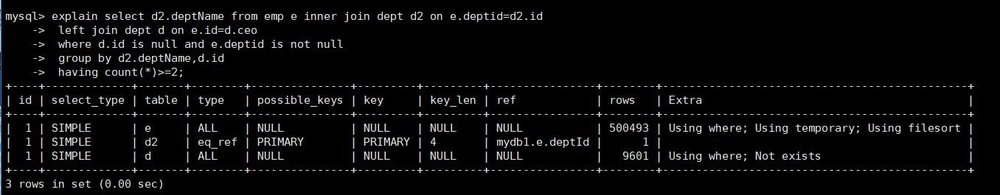 mysql> explain select d2.deptName from emp e inner join dept d2 on e.deptid=d2.id
    ->  left join dept d on e.id=d.ceo
    ->  where d.id is null and e.deptid is not null
    ->  group by d2.deptName,d.id
    ->  having count(*)>=2;
+----+-------------+-------+--------+---------------+---------+---------+---------------+--------+----------------------------------------------+
| id | select_type | table | type   | possible_keys | key     | key_len | ref           | rows   | Extra                                        |
+----+-------------+-------+--------+---------------+---------+---------+---------------+--------+----------------------------------------------+
|  1 | SIMPLE      | e     | ALL    | NULL          | NULL    | NULL    | NULL          | 500493 | Using where; Using temporary; Using filesort |
|  1 | SIMPLE      | d2    | eq_ref | PRIMARY       | PRIMARY | 4       | mydb1.e.deptId |      1 |                                              |
|  1 | SIMPLE      | d     | ALL    | NULL          | NULL    | NULL    | NULL          |   9601 | Using where; Not exists                      |
+----+-------------+-------+--------+---------------+---------+---------+---------------+--------+----------------------------------------------+
3 rows in set (0.00 sec)